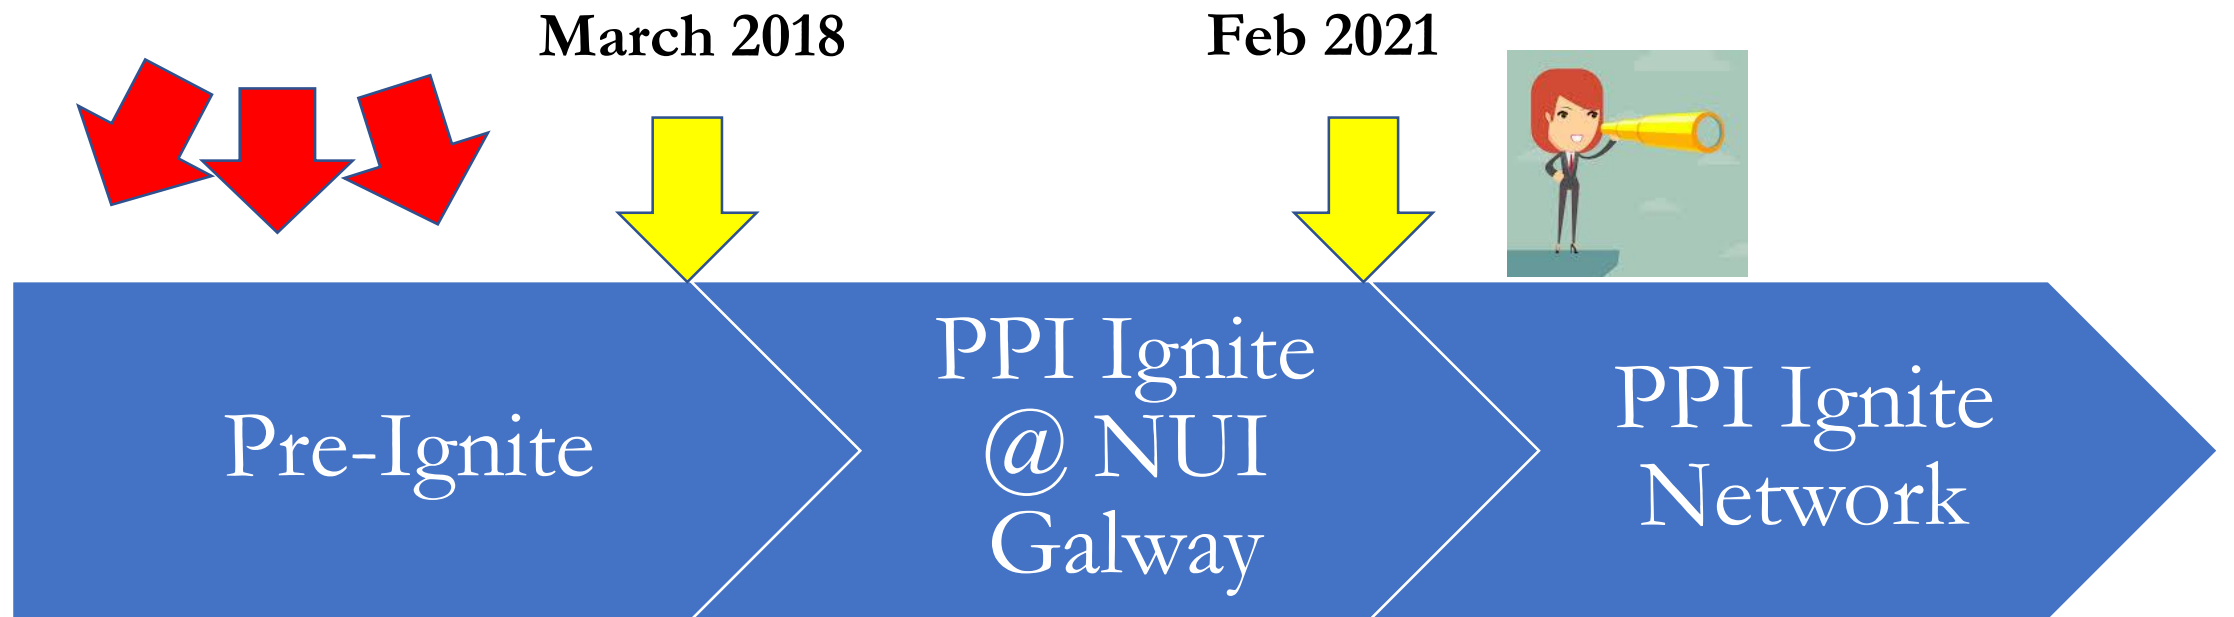 March 2018
Feb 2021
Pre-Ignite
PPI Ignite
@ NUI
Galway
PPI Ignite
Network